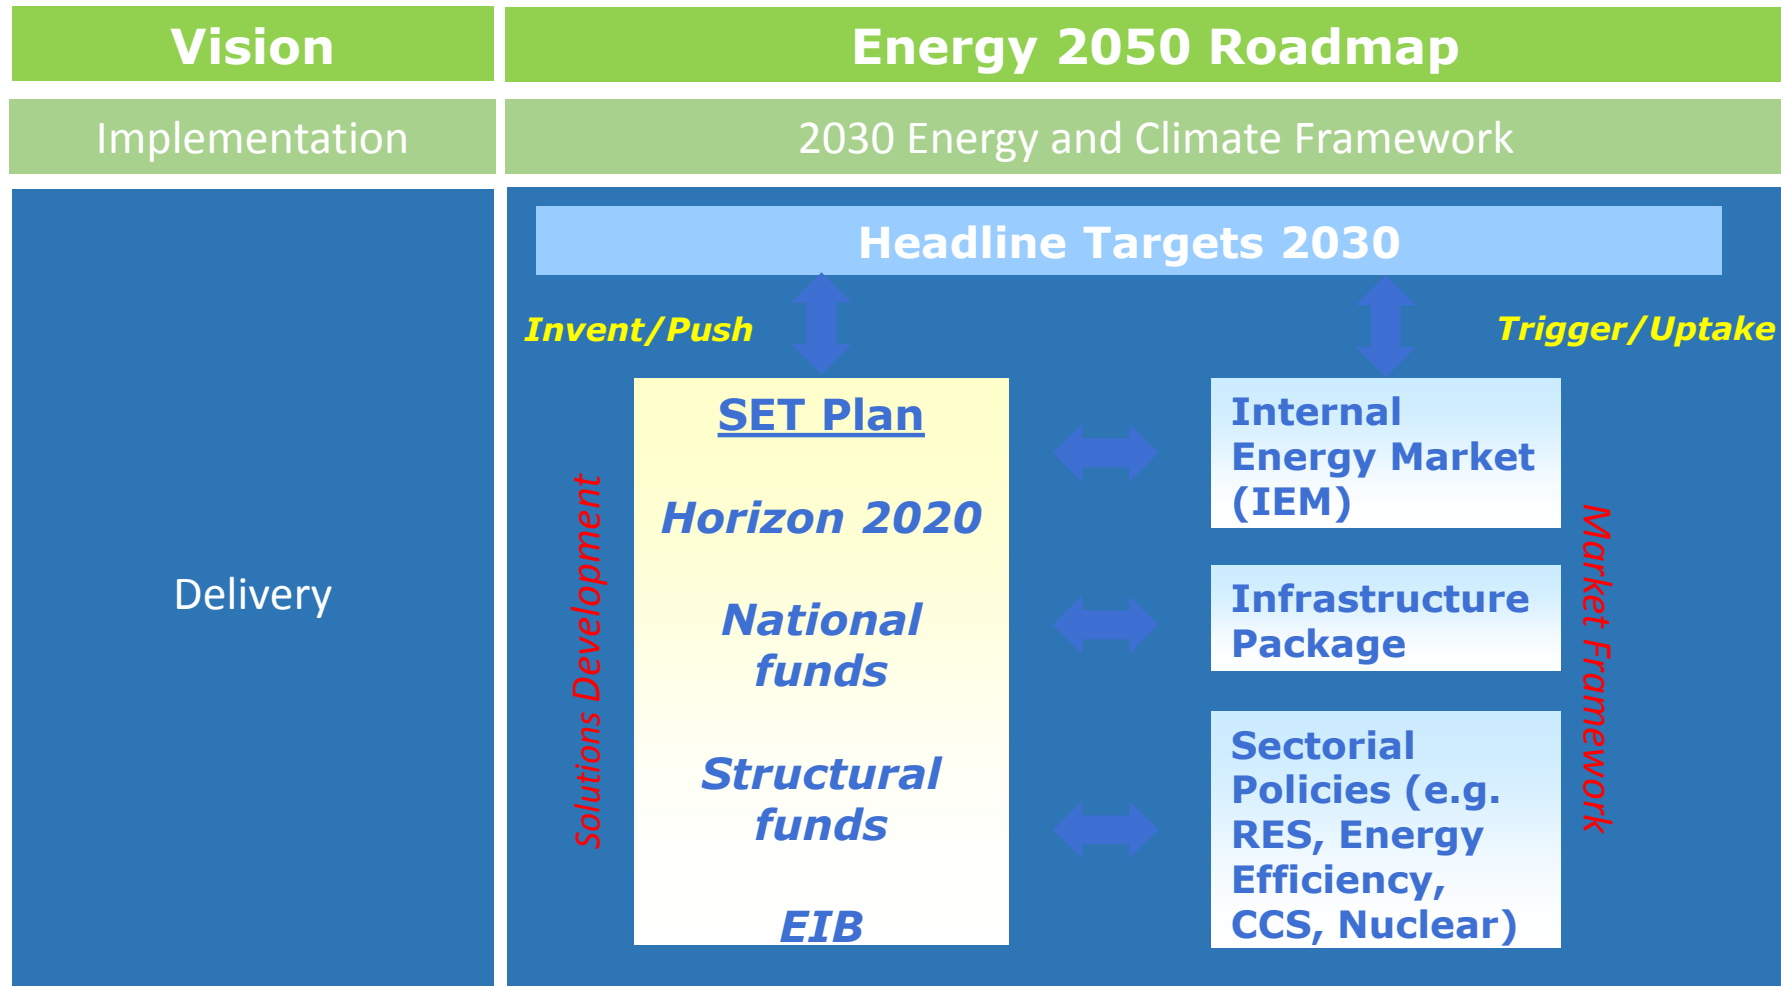 Vision
Energy 2050 Roadmap
Implementation
2030 Energy and Climate Framework
Delivery
Headline Targets 2030
Invent/Push
Trigger/Uptake
Solutions Development
SET Plan
Horizon 2020
National
funds
Structural
funds
EIB
Internal
Energy Market
(IEM)
Infrastructure
Package
Sectorial
Policies (e.g.
RES, Energy
Efficiency,
CCS, Nuclear)
Market Framework